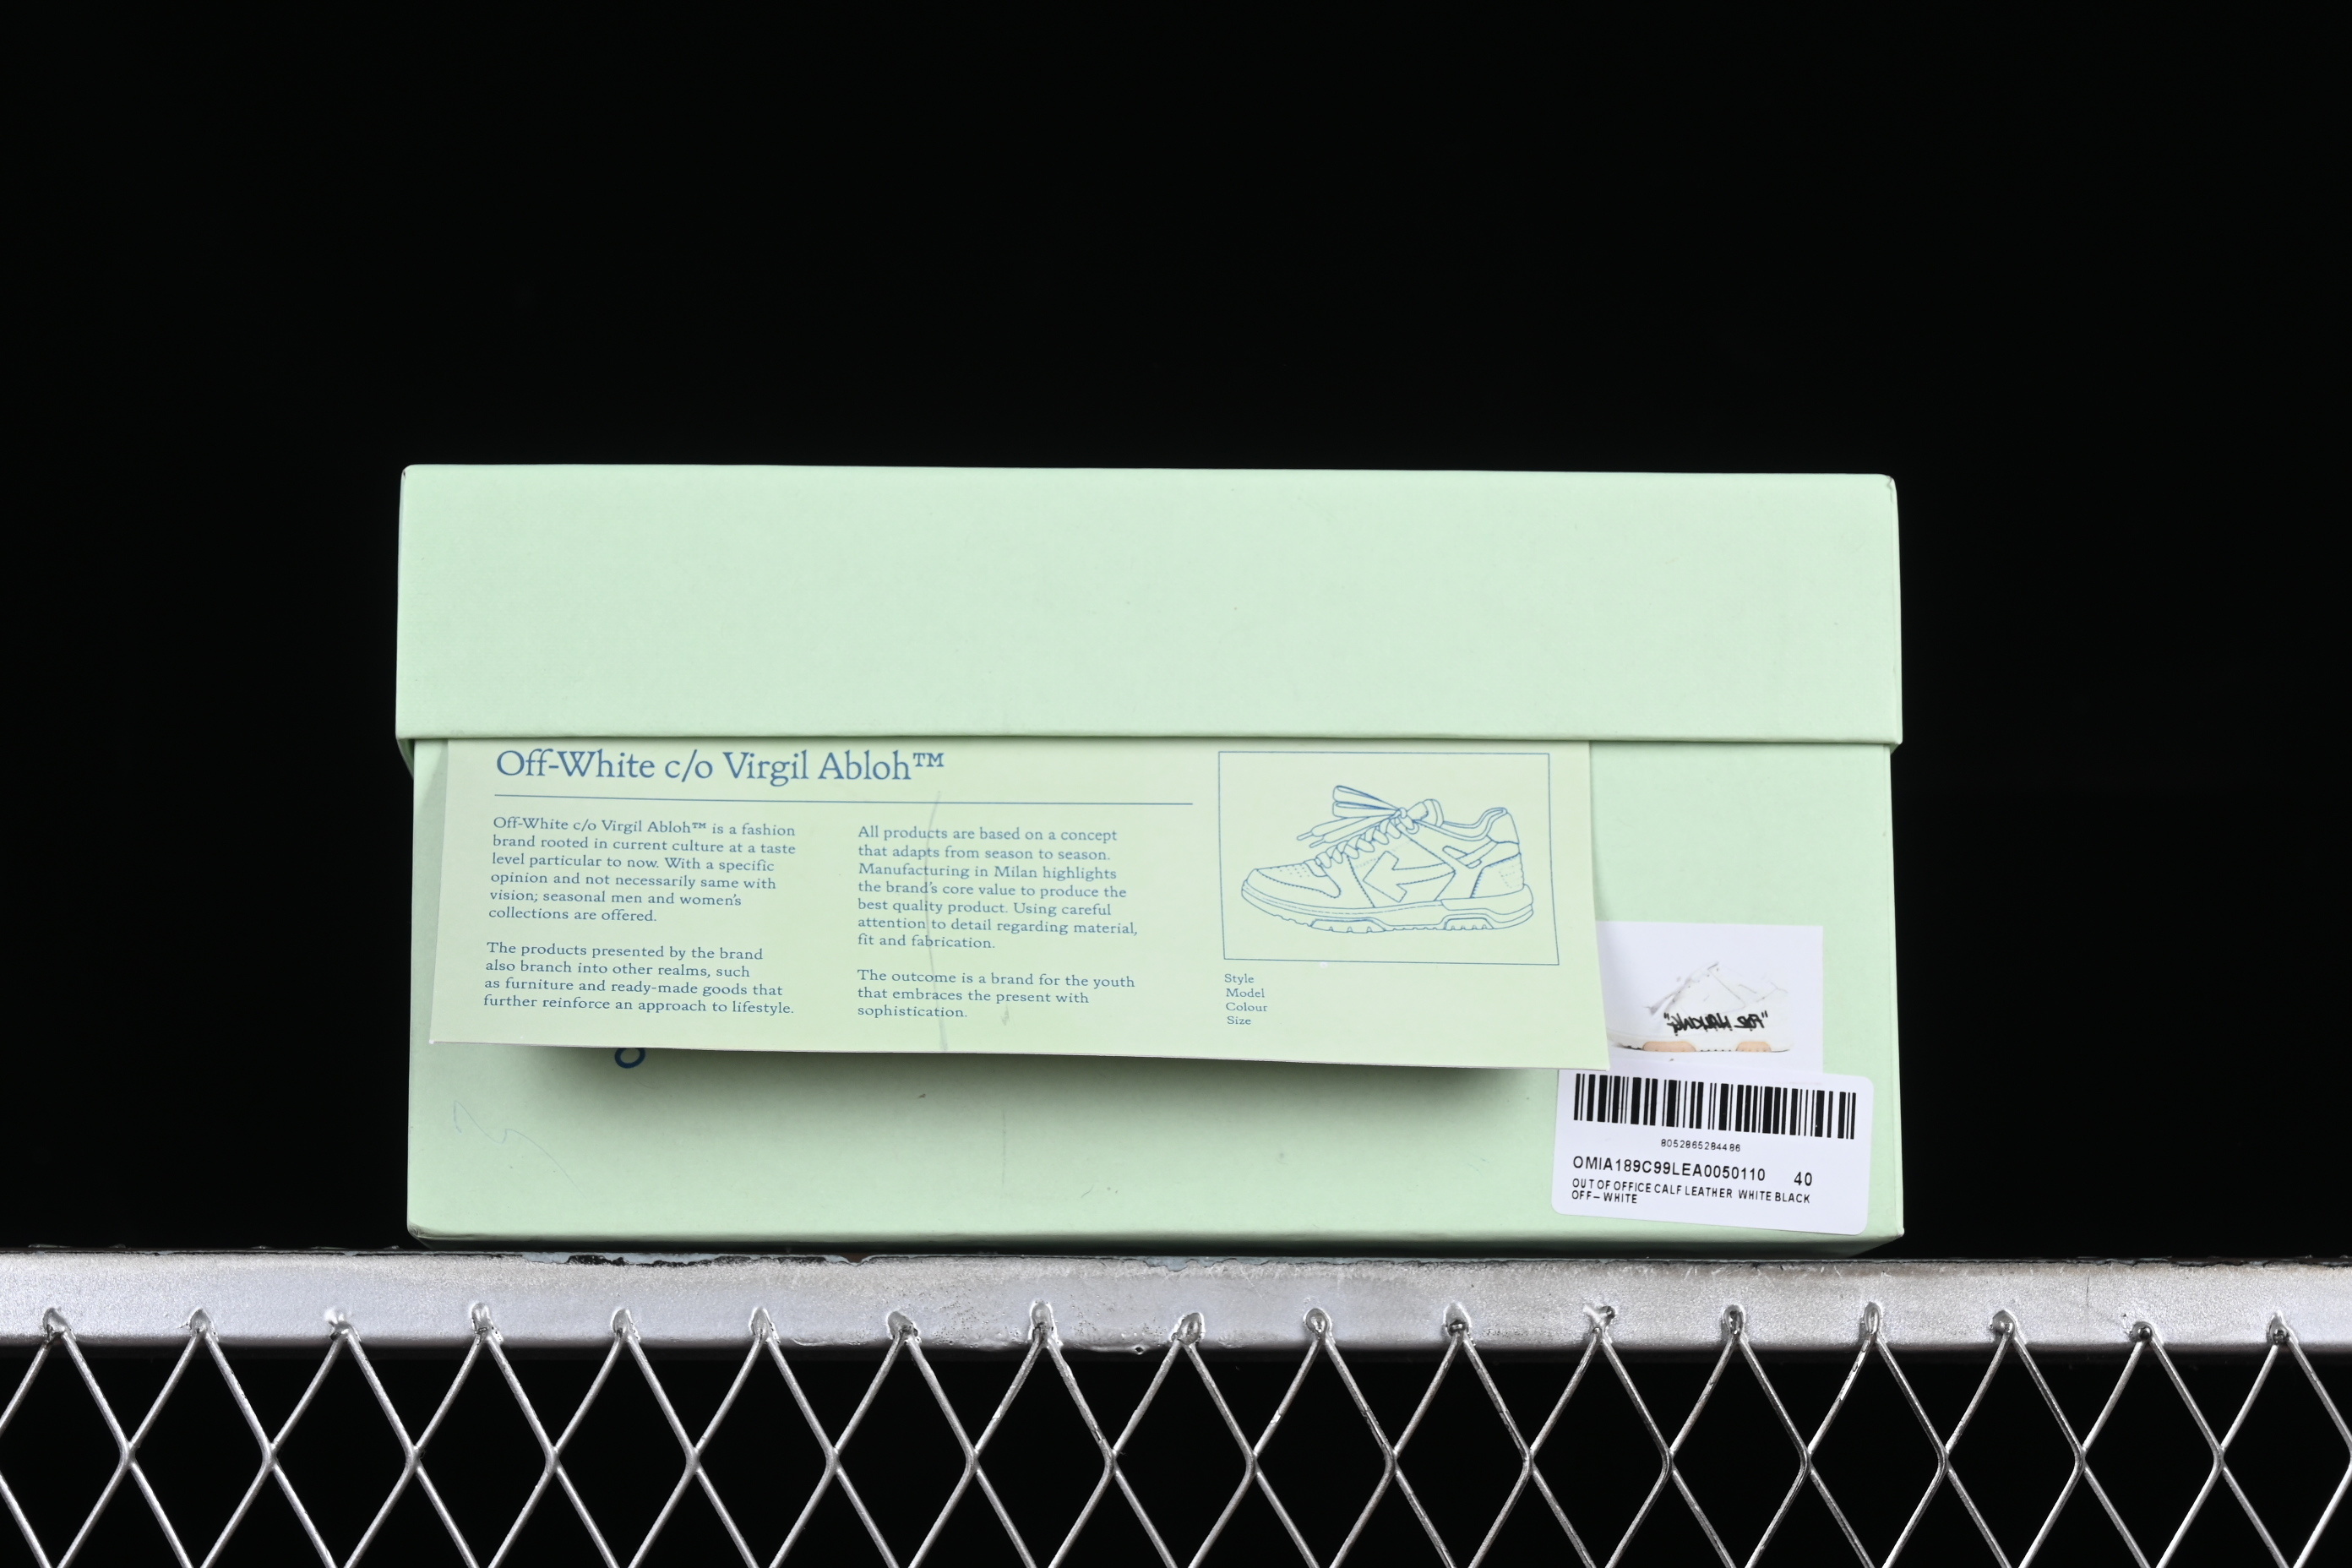 Off-White c/o Virgil Abloh™
Off-White c/o Virgil Abloh™ is a fashion
brand rooted in current culture at a taste
level particular to now. With a specific
opinion and not necessarily same with
vision; seasonal men and women's
collections are offered.
The products presented by the brand
also branch into other realms, such
as furniture and ready-made goods that
further reinforce an approach to lifestyle.
All products are based on a concept
that adapts from season to season.
Manufacturing in Milan highlights
the brand's core value to produce the
best quality product. Using careful
attention to detail regarding material,
fit and fabrication.
The outcome is a brand for the youth
that embraces the present with
sophistication.
Style
Model
Colour
Size
8052865284486
OMIA189C99LEA0050110 40
OUT OF OFFICE CALF LEATHER WHITE BLACK
OFF-WHITE